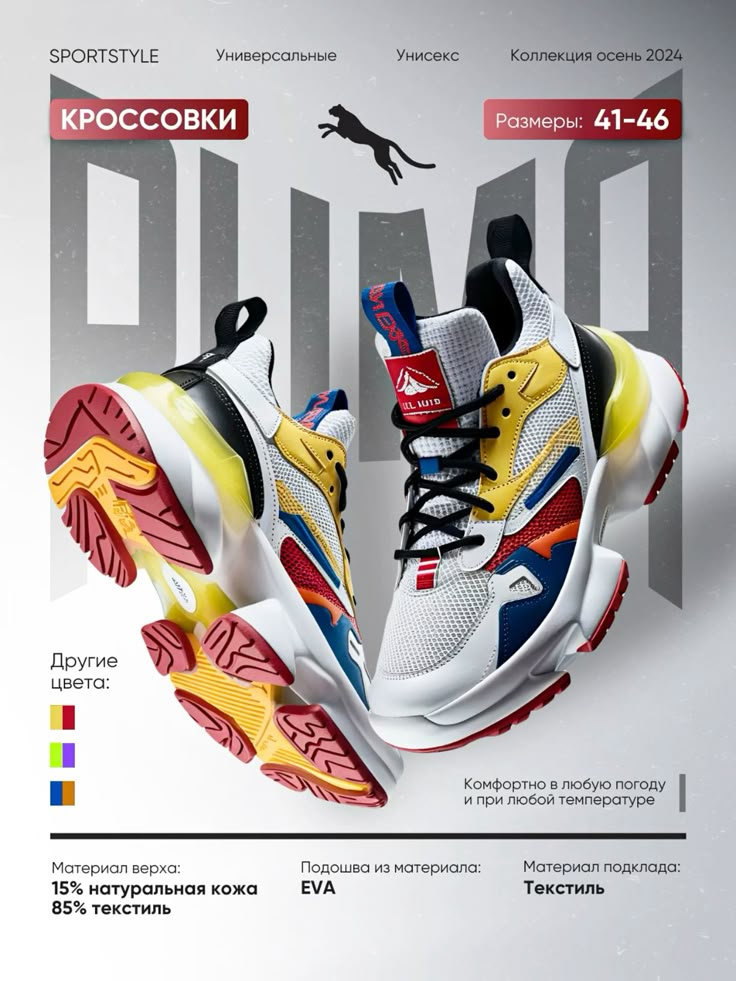 SPORTSTYLE
Универсальные
Унисекс
Коллекция осень 2024
КРОССОВКИ
Размеры: 41-46
PUMA
Другие
цвета:
Комфортно в любую погоду
и при любой температуре
Материал верха:
15% натуральная кожа
85% текстиль
Подошва из материала:
EVA
Материал подклада:
Текстиль